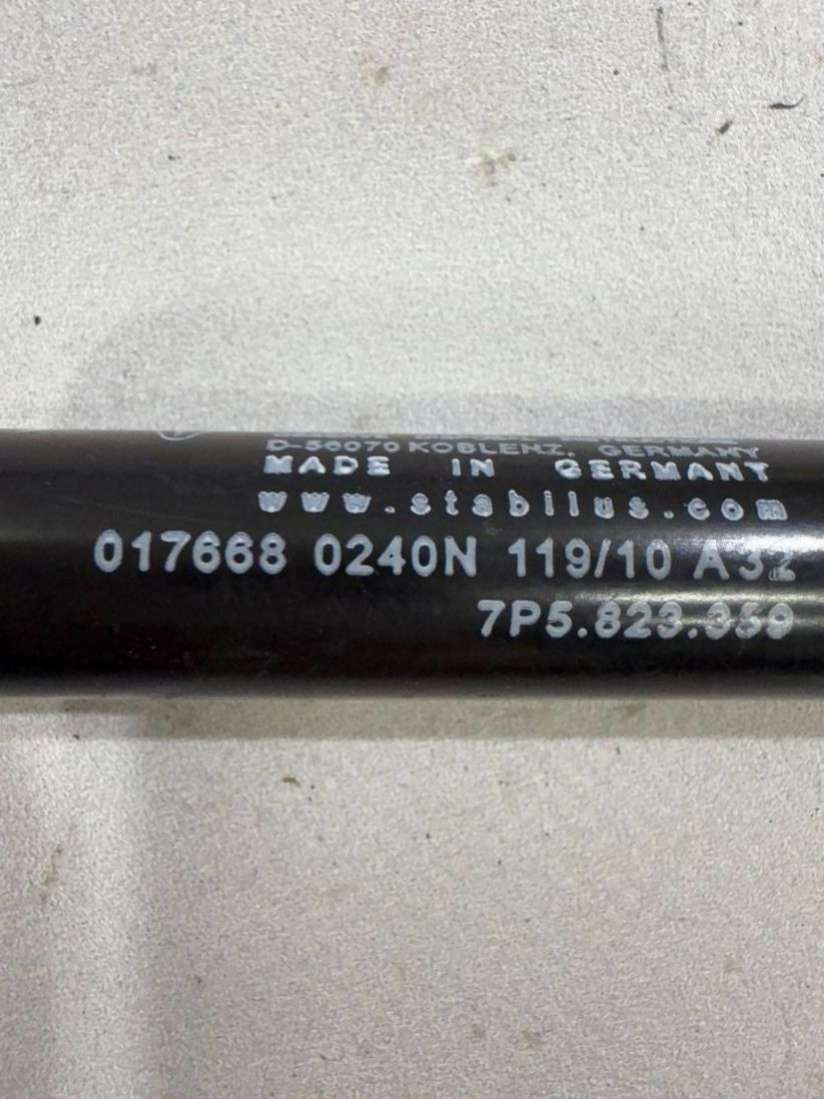 D-56070 KOBLENZ, GERMANY
MADE IN GERMANY
www.stabilus.com
017668 0240N 119/10 A32
7P5.823.359